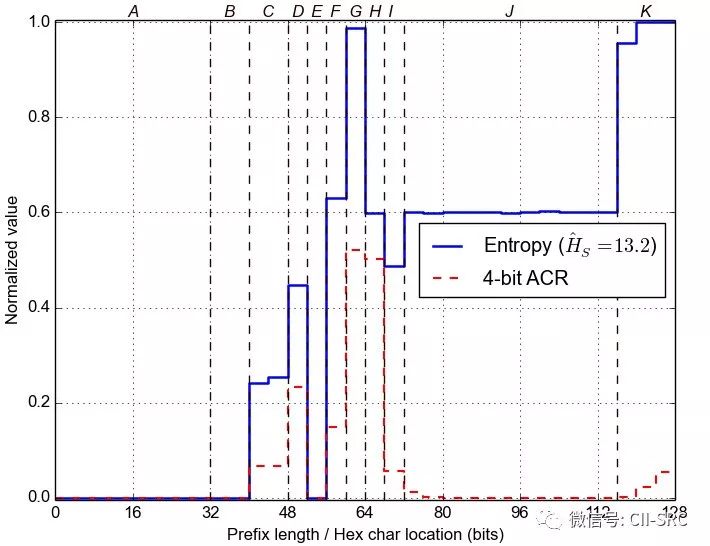 A B C D E F G H I J K
1.0
0.8
0.6
0.4
0.2
0.0
Normalized value
Entropy (Ĥ_S = 13.2)
4-bit ACR
0 16 32 48 64 80 96 112 128
Prefix length / Hex char location (bits)
微信号: CII-SRC